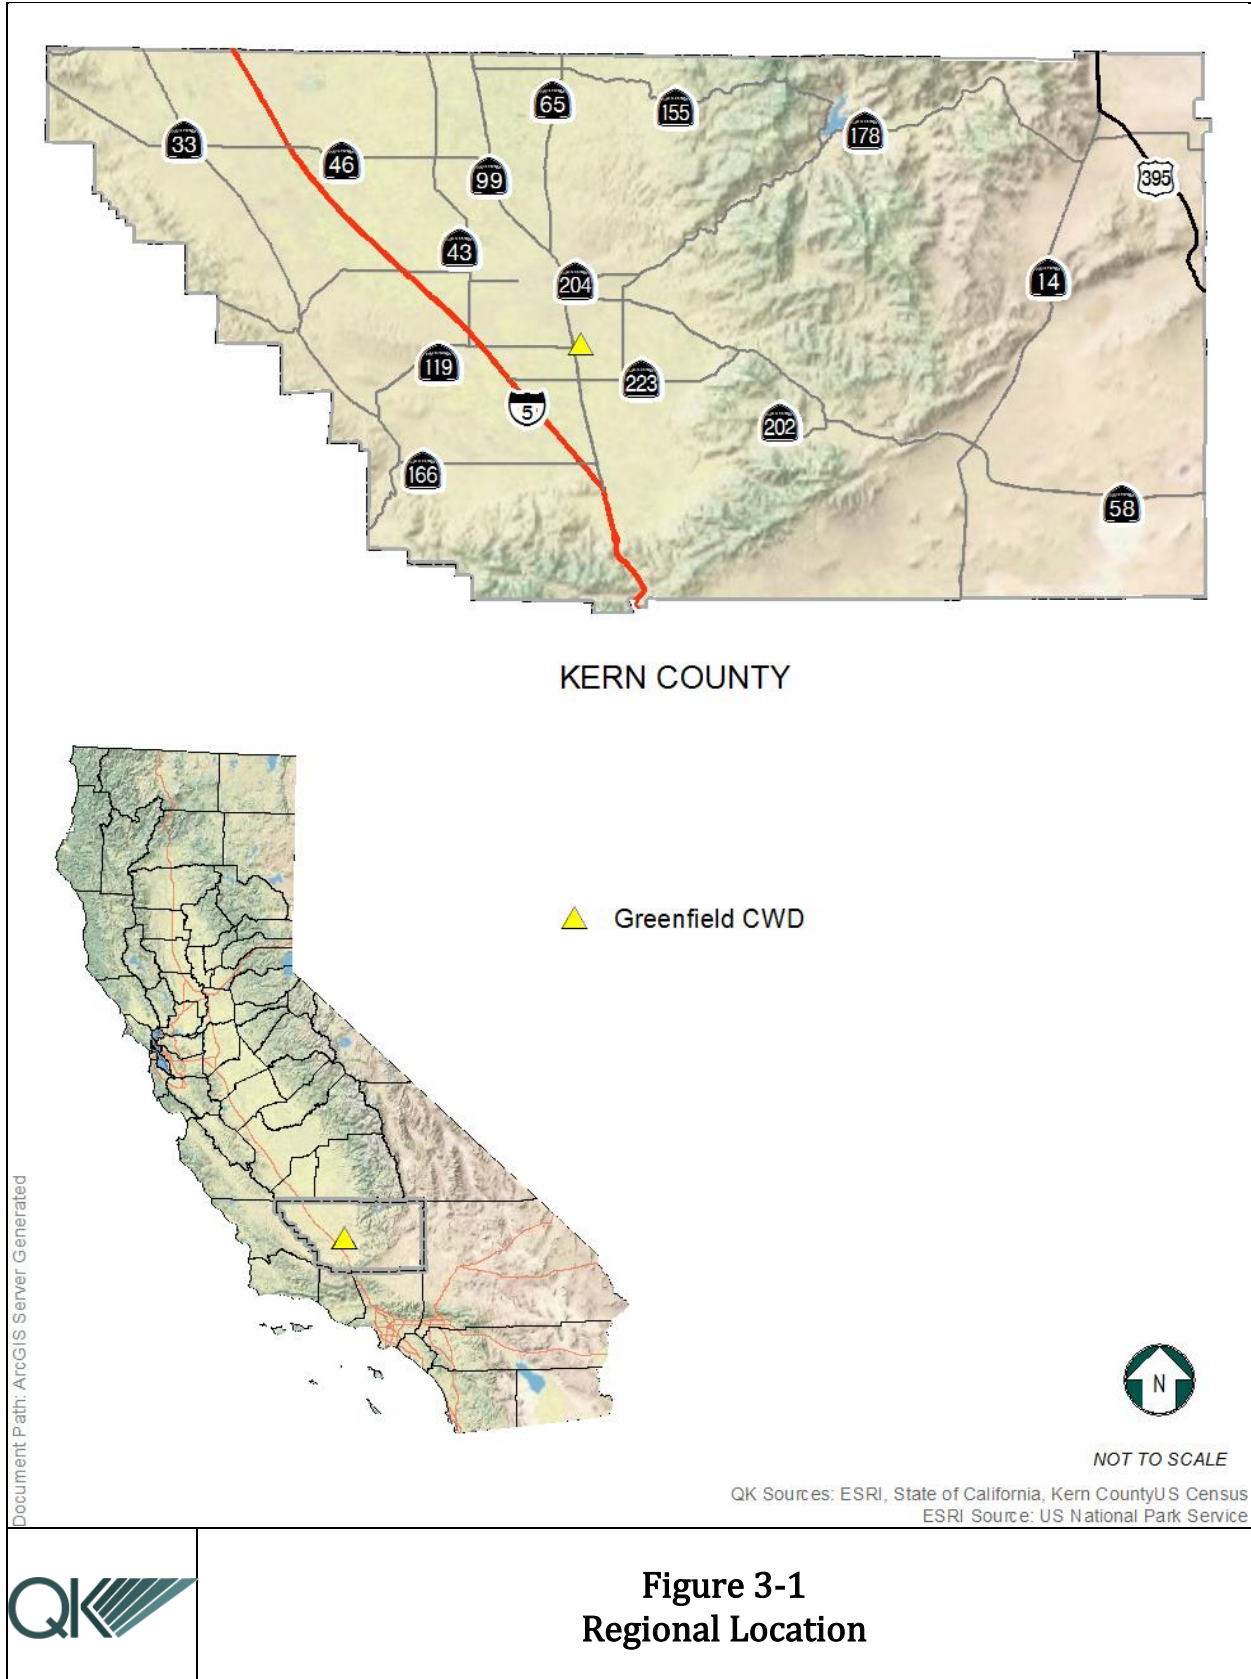 65
155
33
46
178
99
395
43
204
14
119
223
5
202
166
58
KERN COUNTY
Greenfield CWD
Document Path: ArcGIS Server Generated
N
NOT TO SCALE
QK Sources: ESRI, State of California, Kern CountyUS Census
ESRI Source: US National Park Service
QK
Figure 3-1
Regional Location